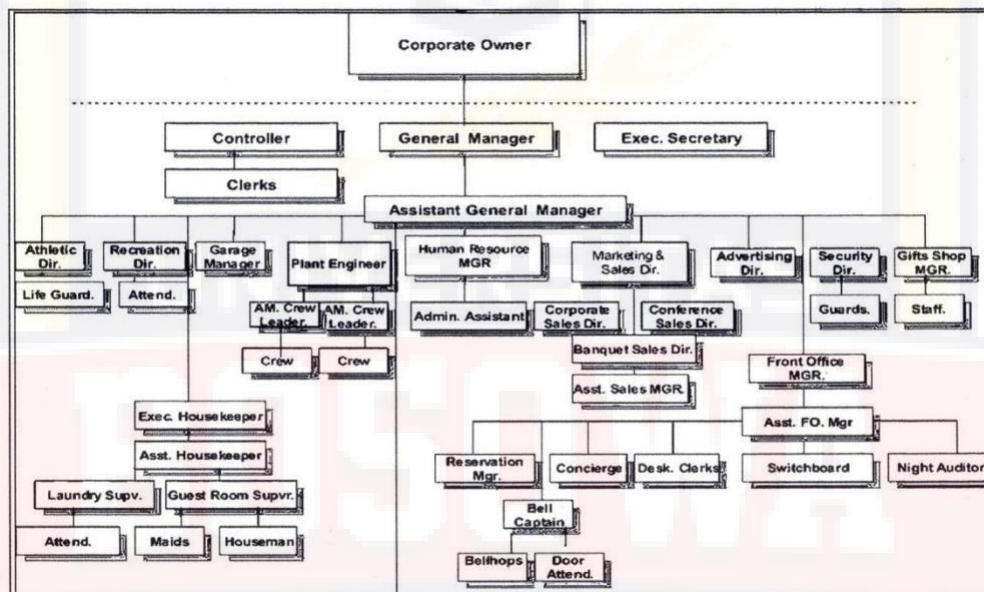 Corporate Owner
Controller
General Manager
Exec. Secretary
Clerks
Assistant General Manager
Athletic
Dir.
Recreation
Dir.
Garage
Manager
Plant Engineer
Human Resource
MGR
Marketing &
Sales Dir.
Advertising
Dir.
Security
Dir.
Gifts Shop
MGR.
Life Guard.
Attend.
AM. Crew
Leader.
AM. Crew
Leader.
Admin. Assistant
Corporate
Sales Dir.
Conference
Sales Dir.
Guards.
Staff.
Crew
Crew
Banquet Sales Dir.
Front Office
MGR.
Asst. Sales MGR.
Exec. Housekeeper
Asst. FO. Mgr
Asst. Housekeeper
Reservation
Mgr.
Concierge
Desk. Clerks
Switchboard
Night Auditor
Laundry Supv.
Guest Room Supvr.
Bell
Captain
Attend.
Maids
Houseman
Bellhops
Door
Attend.
BOSOWA